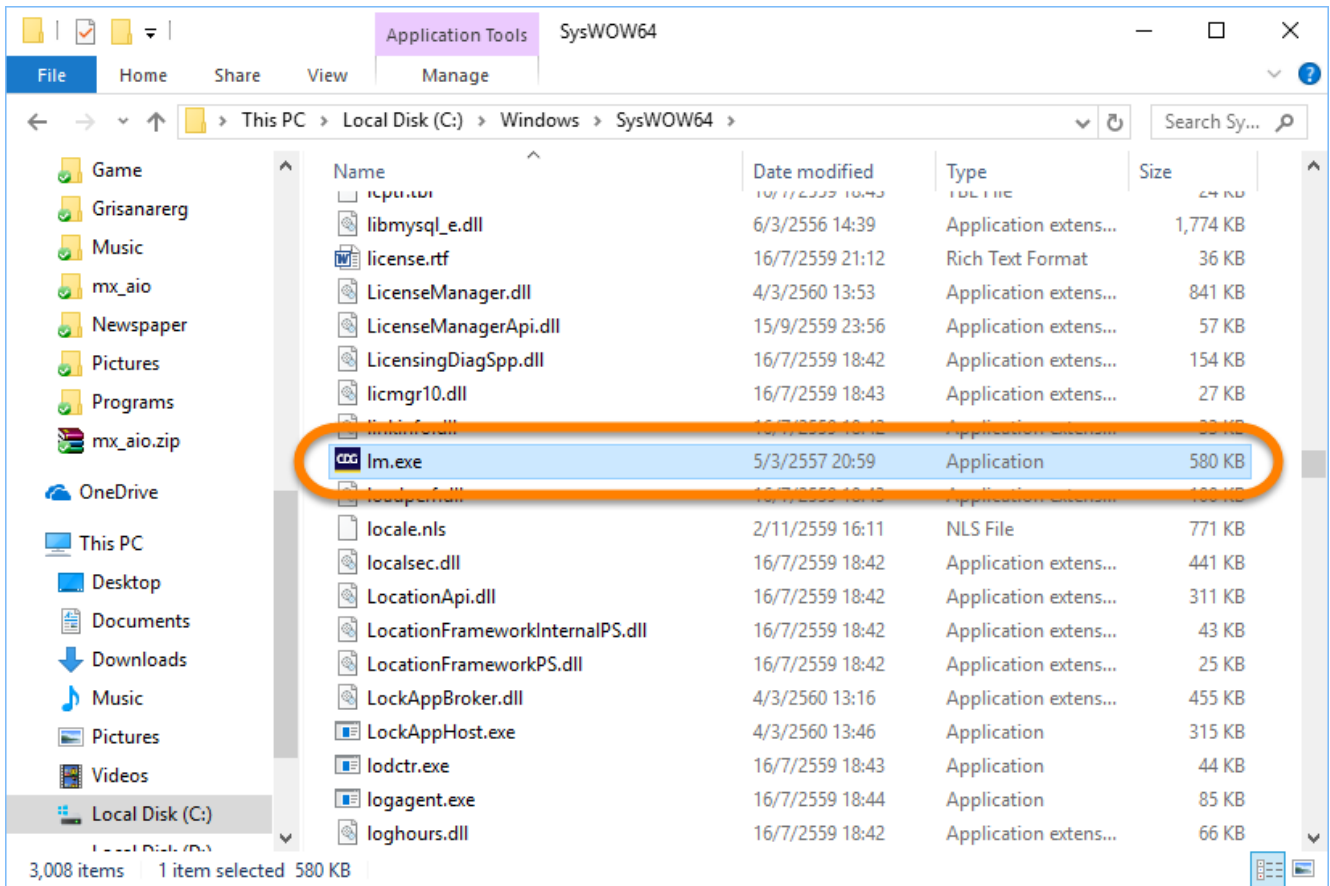 Application Tools SysWOW64
File Home Share View Manage
This PC > Local Disk (C:) > Windows > SysWOW64 > Search Sy...
Game
Grisanarerg
Music
mx_aio
Newspaper
Pictures
Programs
mx_aio.zip
OneDrive
This PC
Desktop
Documents
Downloads
Music
Pictures
Videos
Local Disk (C:)
Name Date modified Type Size
libmysql_e.dll 6/3/2556 14:39 Application extens... 1,774 KB
license.rtf 16/7/2559 21:12 Rich Text Format 36 KB
LicenseManager.dll 4/3/2560 13:53 Application extens... 841 KB
LicenseManagerApi.dll 15/9/2559 23:56 Application extens... 57 KB
LicensingDiagSpp.dll 16/7/2559 18:42 Application extens... 154 KB
licmgr10.dll 16/7/2559 18:43 Application extens... 27 KB
CDG lm.exe 5/3/2557 20:59 Application 580 KB
locale.nls 2/11/2559 16:11 NLS File 771 KB
localsec.dll 16/7/2559 18:42 Application extens... 441 KB
LocationApi.dll 16/7/2559 18:42 Application extens... 311 KB
LocationFrameworkInternalPS.dll 16/7/2559 18:42 Application extens... 43 KB
LocationFrameworkPS.dll 16/7/2559 18:42 Application extens... 25 KB
LockAppBroker.dll 4/3/2560 13:16 Application extens... 455 KB
LockAppHost.exe 4/3/2560 13:46 Application 315 KB
lodctr.exe 16/7/2559 18:43 Application 44 KB
logagent.exe 16/7/2559 18:44 Application 85 KB
loghours.dll 16/7/2559 18:42 Application extens... 66 KB
3,008 items 1 item selected 580 KB